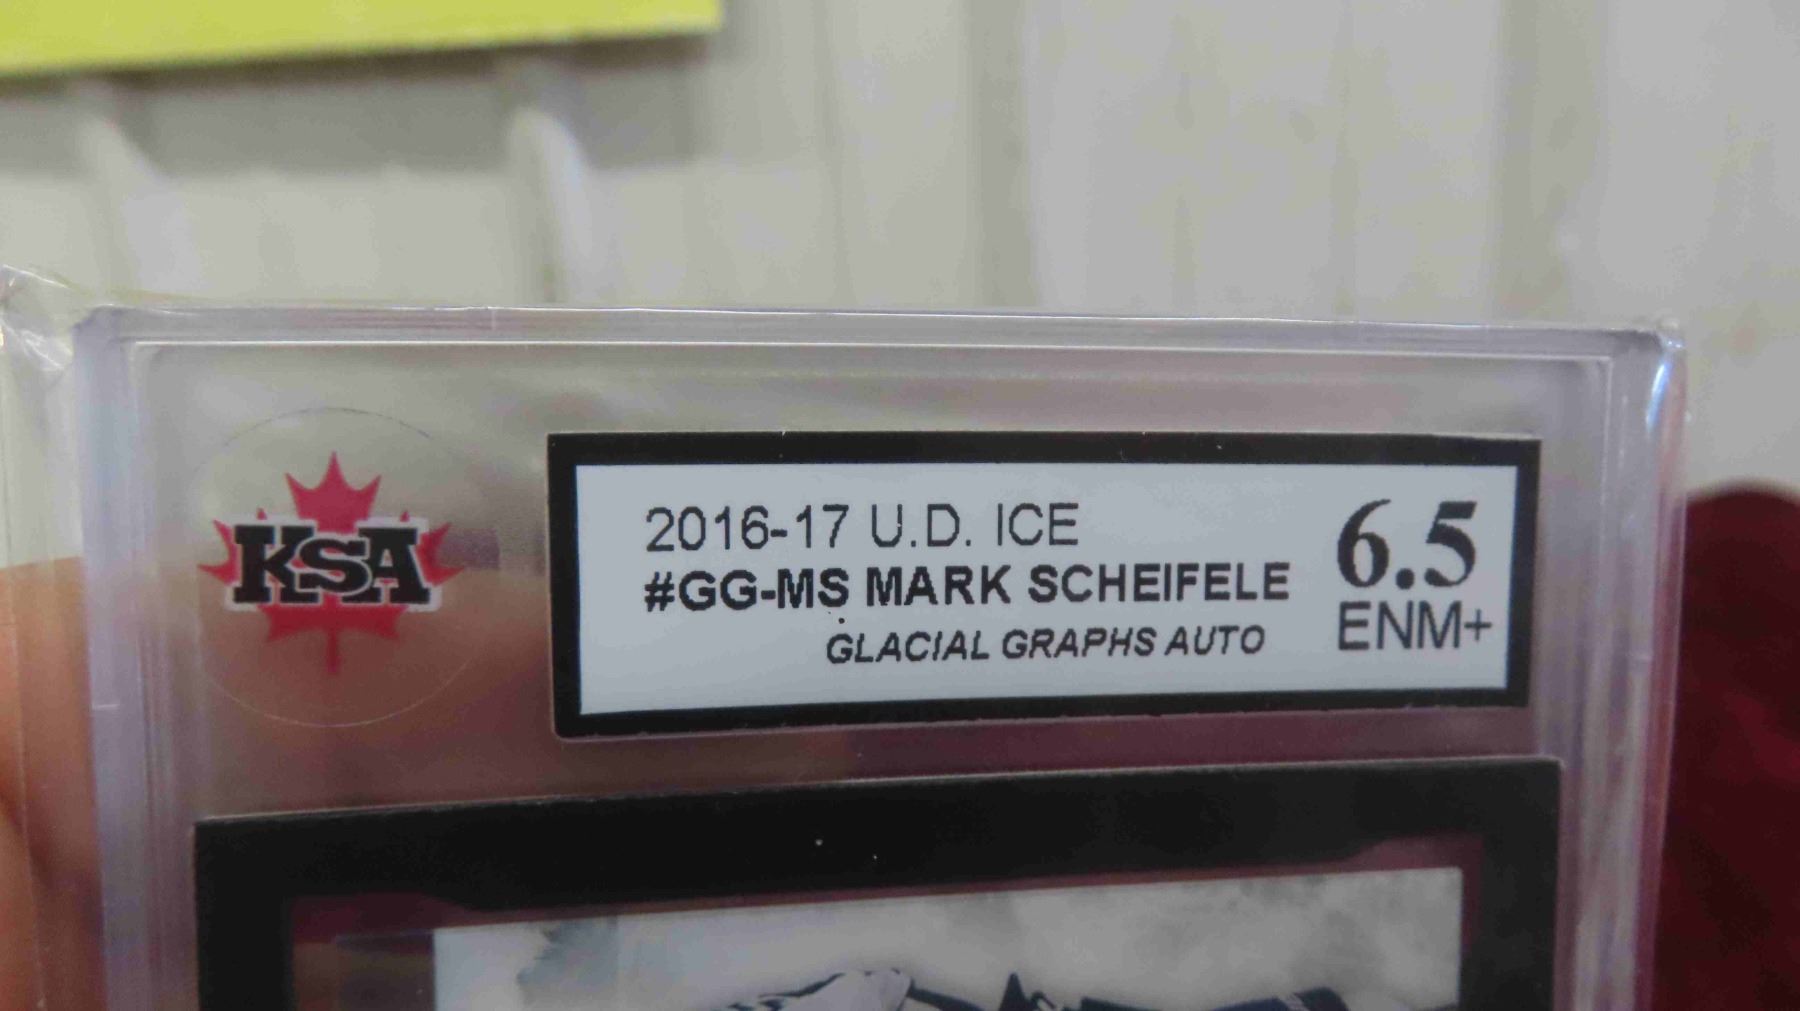 KSA
2016-17 U.D. ICE
#GG-MS MARK SCHEIFELE
GLACIAL GRAPHS AUTO
6.5
ENM+